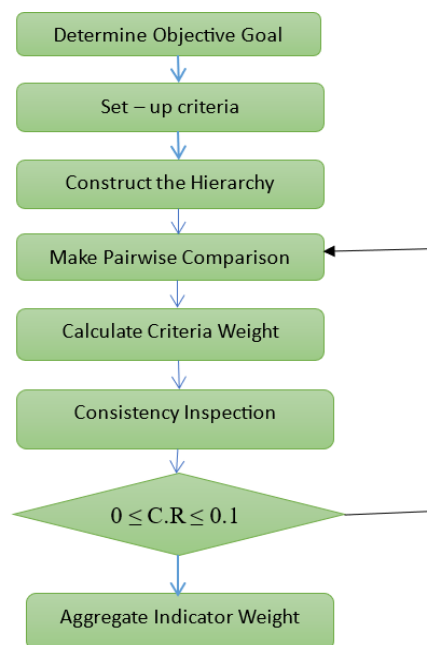 Determine Objective Goal
Set – up criteria
Construct the Hierarchy
Make Pairwise Comparison
Calculate Criteria Weight
Consistency Inspection
0 ≤ C.R ≤ 0.1
Aggregate Indicator Weight